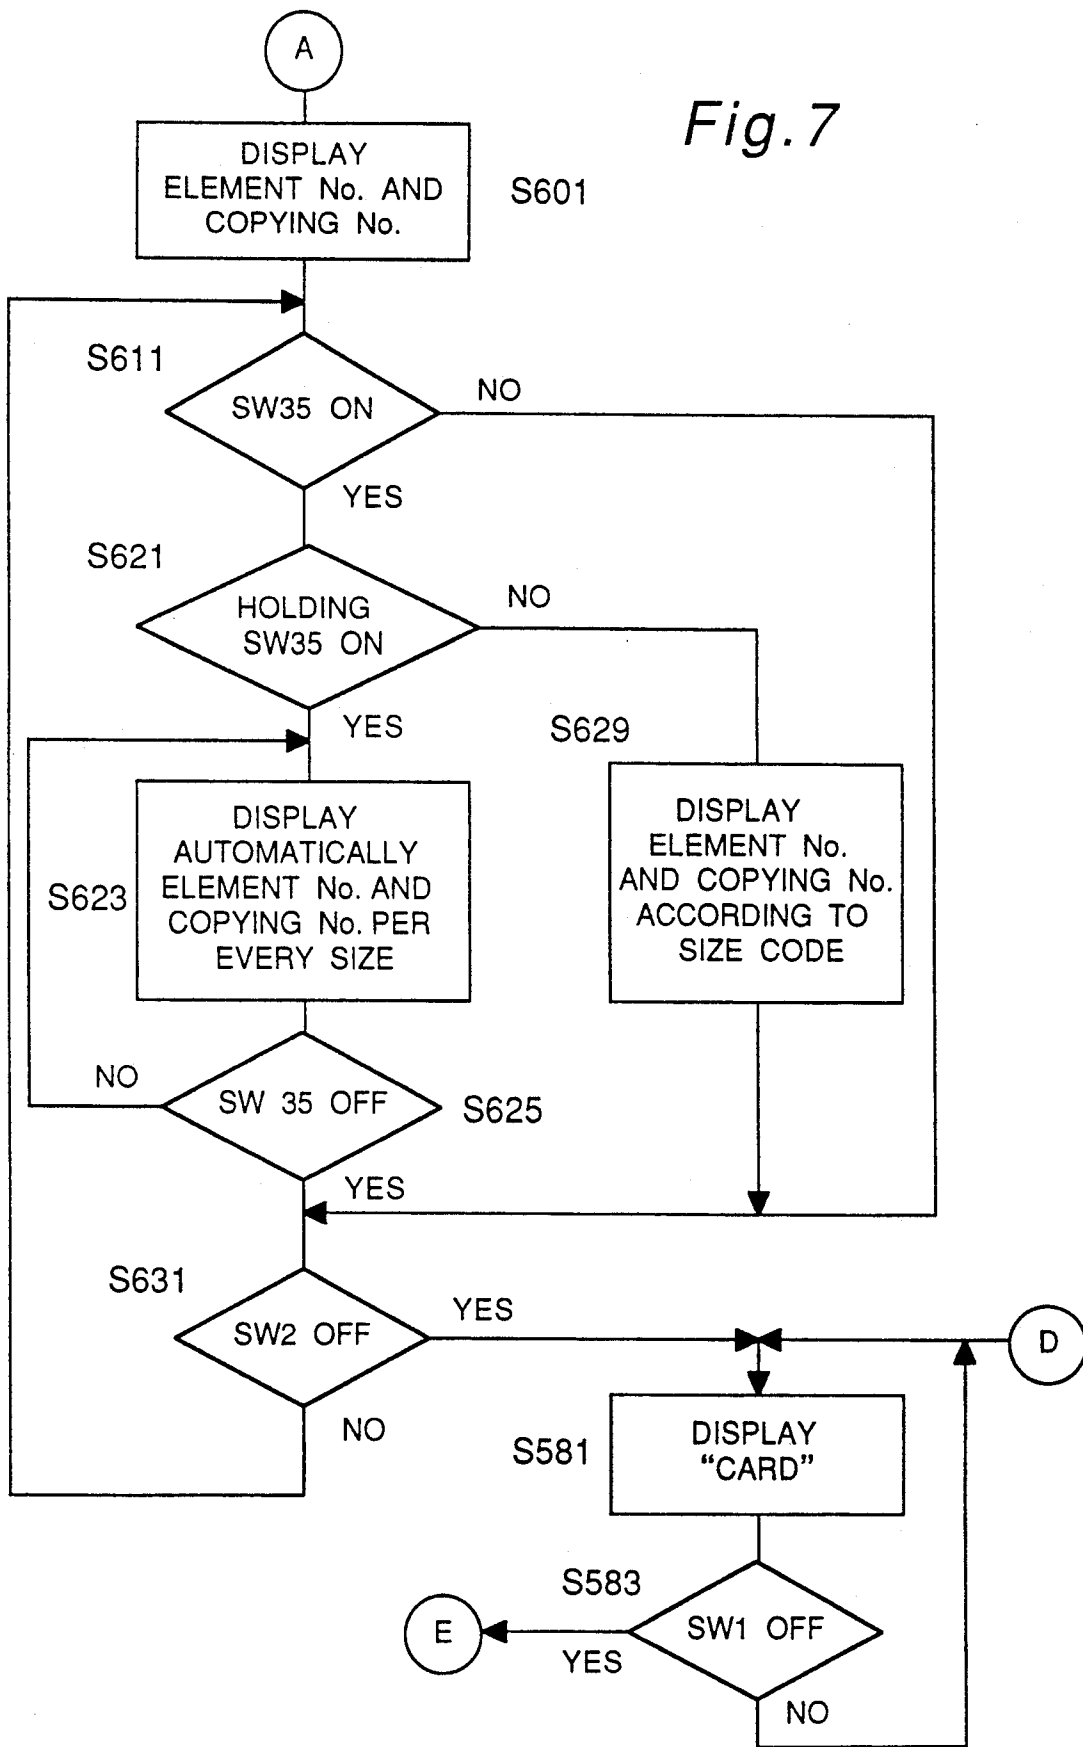 A
Fig.7
DISPLAY
ELEMENT No. AND
COPYING No.
S601
S611
SW35 ON
NO
YES
S621
HOLDING
SW35 ON
NO
YES
S629
DISPLAY
AUTOMATICALLY
ELEMENT No. AND
COPYING No. PER
EVERY SIZE
S623
DISPLAY
ELEMENT No.
AND COPYING No.
ACCORDING TO
SIZE CODE
NO
SW 35 OFF
S625
YES
S631
SW2 OFF
YES
NO
D
S581
DISPLAY
“CARD”
S583
SW1 OFF
E
YES
NO